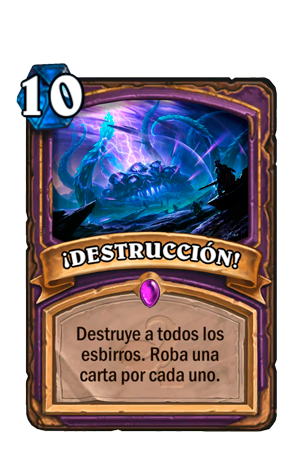 10
¡DESTRUCCIÓN!
Destruye a todos los
esbirros. Roba una
carta por cada uno.